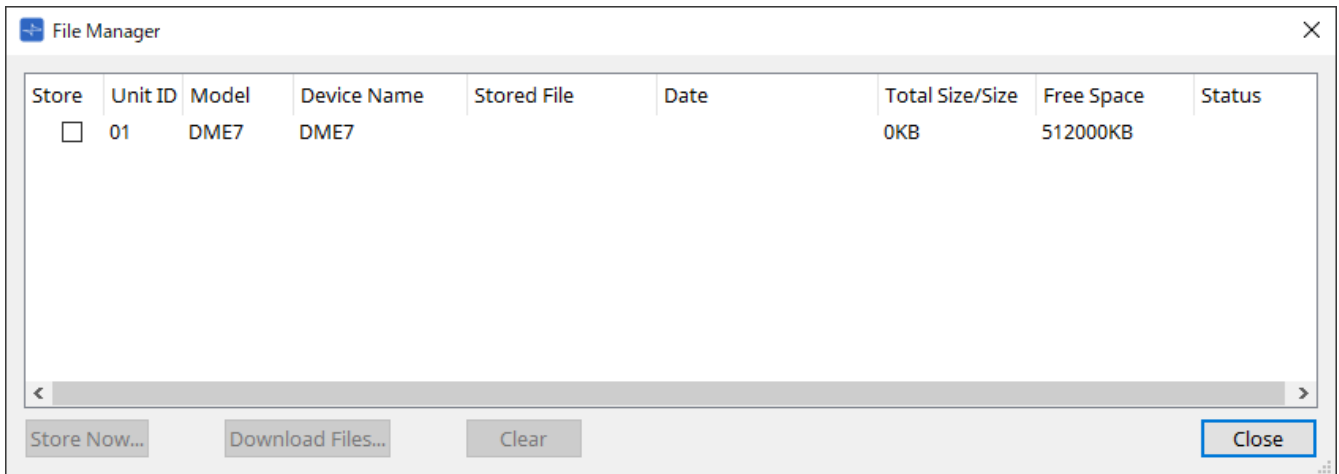 File Manager
Store Unit ID Model Device Name Stored File Date Total Size/Size Free Space Status
01 DME7 DME7 0KB 512000KB
Store Now... Download Files... Clear Close